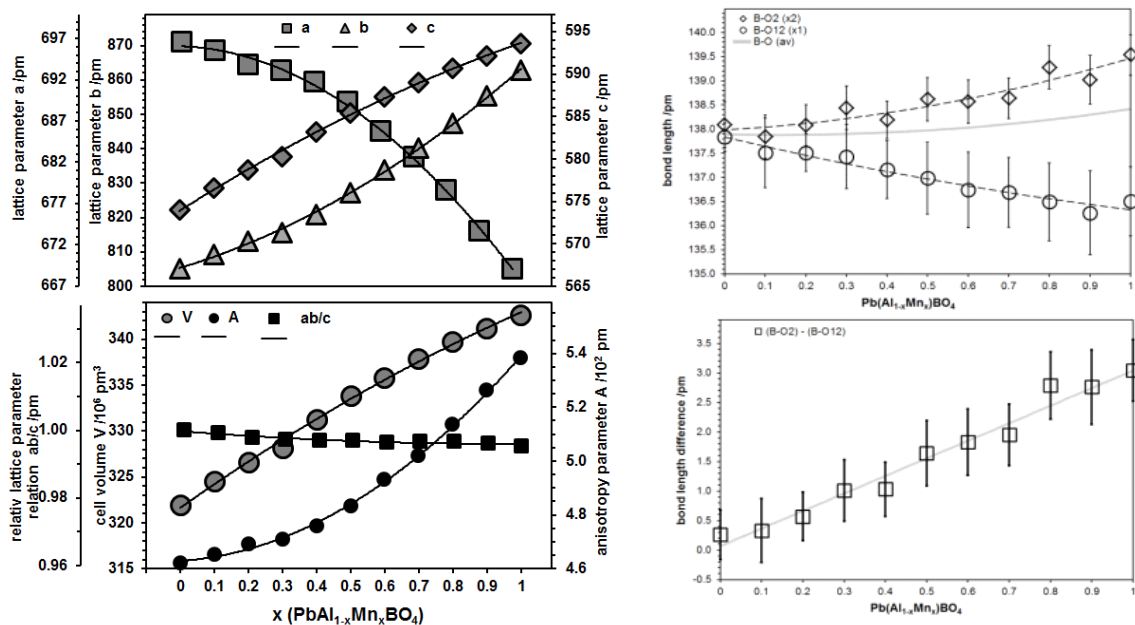 lattice parameter a /pm
697
692
687
682
677
672
667
lattice parameter b /pm
870
860
850
840
830
820
810
800
a b c
595
590
585
580
575
570
565
lattice parameter c /pm
relativ lattice parameter
relation ab/c /pm
1.02
1.00
0.98
0.96
cell volume V /10⁶ pm³
343
339
335
331
327
323
319
315
V A ab/c
5.4
5.2
5.0
4.8
4.6
anisotropy parameter A /10² pm
0 0.1 0.2 0.3 0.4 0.5 0.6 0.7 0.8 0.9 1
x (PbAl₁₋ₓMnₓBO₄)
bond length /pm
140.5
140.0
139.5
139.0
138.5
138.0
137.5
137.0
136.5
136.0
135.5
135.0
B-O2 (x2)
B-O12 (x1)
B-O (av)
0 0.1 0.2 0.3 0.4 0.5 0.6 0.7 0.8 0.9 1
Pb(Al₁₋ₓMnₓ)BO₄
bond length difference /pm
3.5
3.0
2.5
2.0
1.5
1.0
0.5
0.0
-0.5
(B-O2) - (B-O12)
0 0.1 0.2 0.3 0.4 0.5 0.6 0.7 0.8 0.9 1
Pb(Al₁₋ₓMnₓ)BO₄